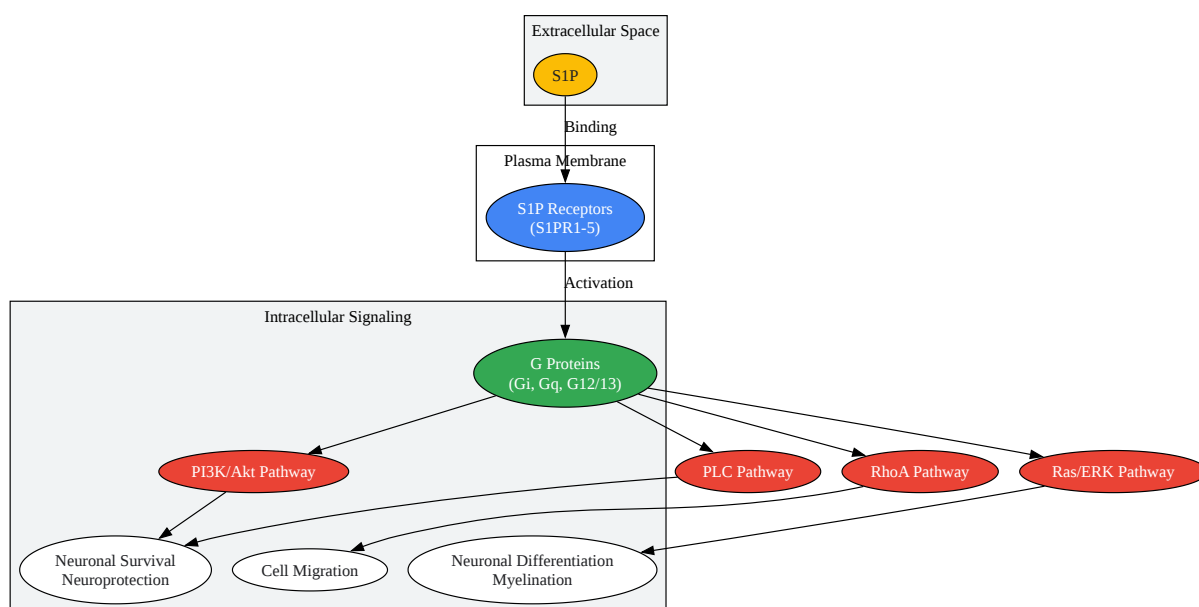 Extracellular Space
S1P
Binding
Plasma Membrane
S1P Receptors
(S1PR1-5)
Activation
Intracellular Signaling
G Proteins
(Gi, Gq, G12/13)
PI3K/Akt Pathway
PLC Pathway
RhoA Pathway
Ras/ERK Pathway
Neuronal Survival
Neuroprotection
Cell Migration
Neuronal Differentiation
Myelination